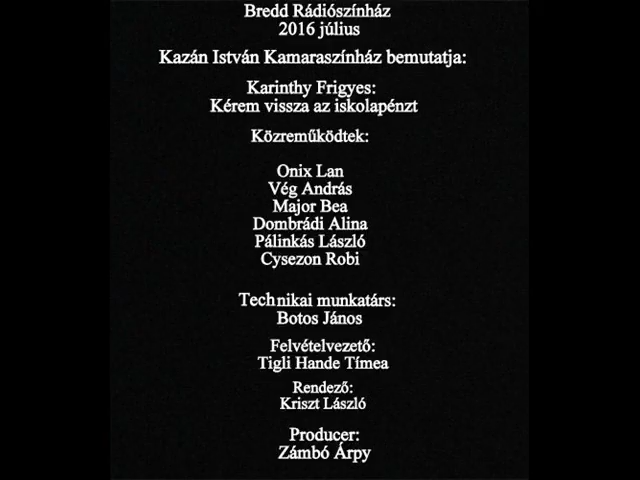 Bredd Rádiószínház
2016 július
Kazán István Kamaraszínház bemutatja:
Karinthy Frigyes:
Kérem vissza az iskolapénzt
Közreműködtek:
Onix Lan
Vég András
Major Bea
Dombrádi Alina
Pálinkás László
Cysezon Robi
Technikai munkatárs:
Botos János
Felvételvezető:
Tigli Hande Tímea
Rendező:
Kriszt László
Producer:
Zámbó Árpy